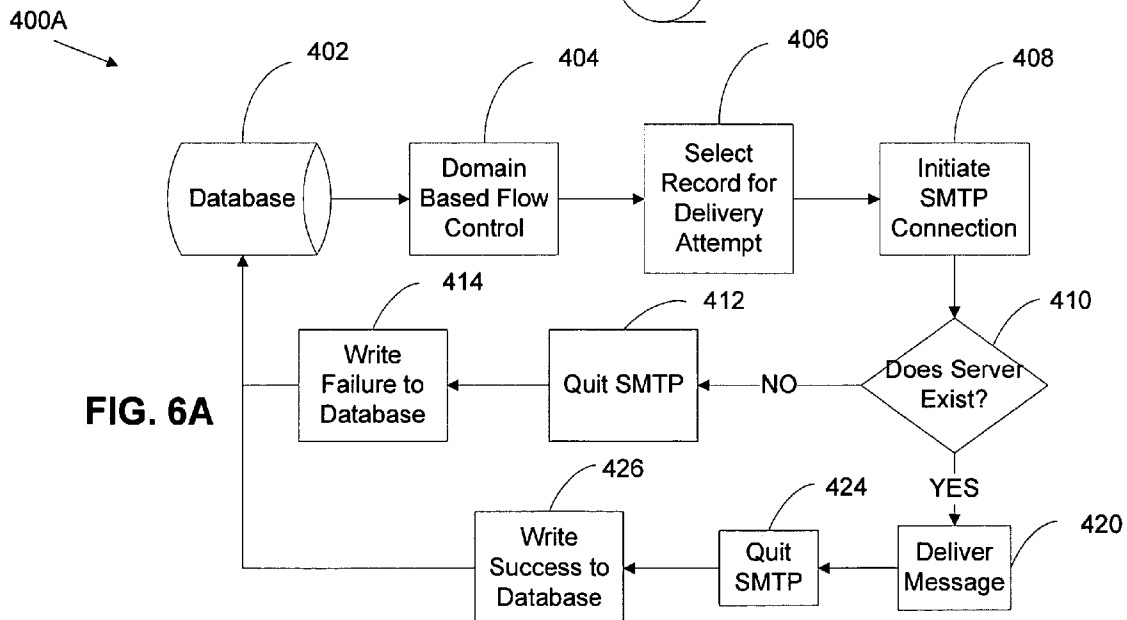 400A
402
404
406
408
Database
Domain
Based Flow
Control
Select
Record for
Delivery
Attempt
Initiate
SMTP
Connection
414
412
410
Write
Failure to
Database
Quit SMTP
NO
Does Server
Exist?
FIG. 6A
YES
426
424
420
Write
Success to
Database
Quit
SMTP
Deliver
Message